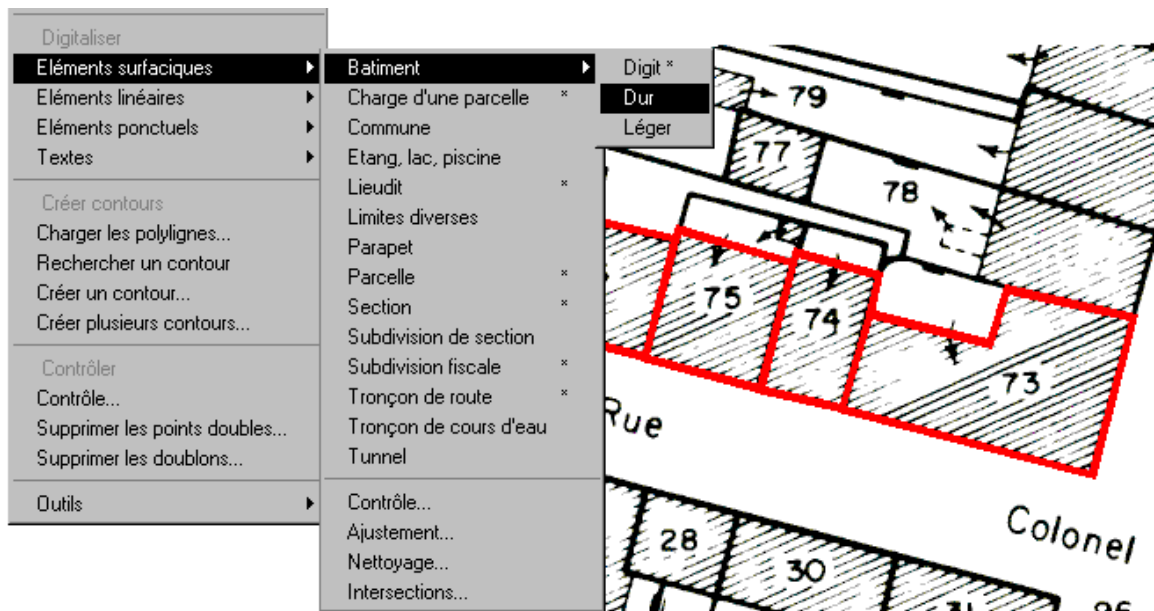 Digitaliser
Eléments surfaciques
Eléments linéaires
Eléments ponctuels
Textes
Créer contours
Charger les polylignes...
Rechercher un contour
Créer un contour...
Créer plusieurs contours...
Contrôler
Contrôle...
Supprimer les points doubles...
Supprimer les doublons...
Outils
Batiment
Charge d'une parcelle *
Commune
Etang, lac, piscine
Lieudit *
Limites diverses
Parapet
Parcelle *
Section *
Subdivision de section
Subdivision fiscale *
Tronçon de route *
Tronçon de cours d'eau
Tunnel
Contrôle...
Ajustement...
Nettoyage...
Intersections...
Digit *
Dur
Léger
79
77
78
75
74
73
Rue
Colonel
28
30